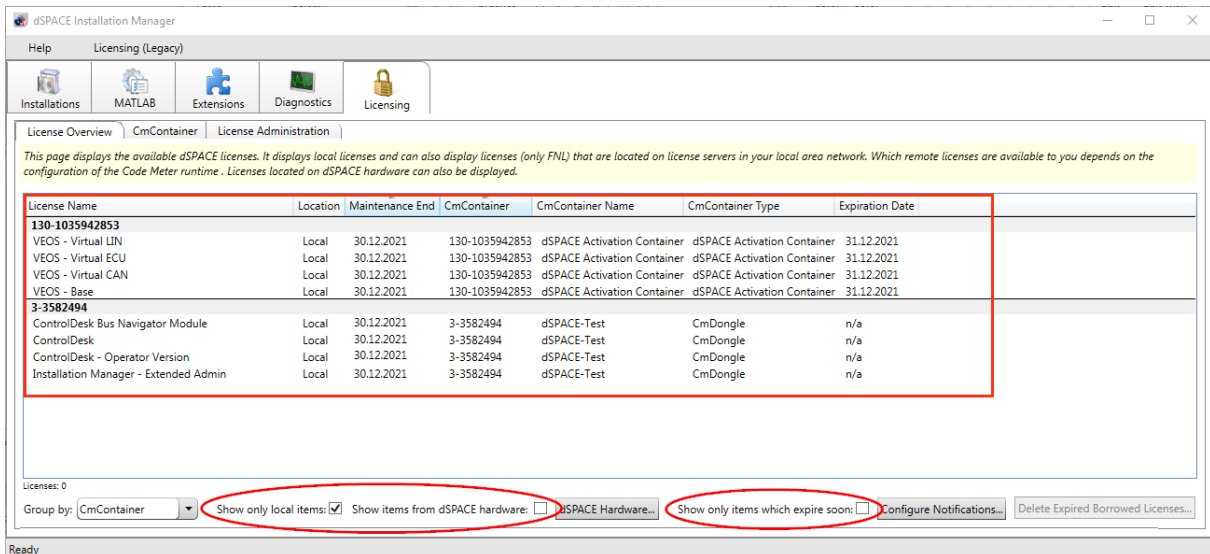 dSPACE Installation Manager
Help Licensing (Legacy)
Installations MATLAB Extensions Diagnostics Licensing
License Overview CmContainer License Administration
This page displays the available dSPACE licenses. It displays local licenses and can also display licenses (only FNL) that are located on license servers in your local area network. Which remote licenses are available to you depends on the
configuration of the Code Meter runtime . Licenses located on dSPACE hardware can also be displayed.
License Name Location Maintenance End CmContainer CmContainer Name CmContainer Type Expiration Date
130-1035942853
VEOS - Virtual LIN Local 30.12.2021 130-1035942853 dSPACE Activation Container dSPACE Activation Container 31.12.2021
VEOS - Virtual ECU Local 30.12.2021 130-1035942853 dSPACE Activation Container dSPACE Activation Container 31.12.2021
VEOS - Virtual CAN Local 30.12.2021 130-1035942853 dSPACE Activation Container dSPACE Activation Container 31.12.2021
VEOS - Base Local 30.12.2021 130-1035942853 dSPACE Activation Container dSPACE Activation Container 31.12.2021
3-3582494
ControlDesk Bus Navigator Module Local 30.12.2021 3-3582494 dSPACE-Test CmDongle n/a
ControlDesk Local 30.12.2021 3-3582494 dSPACE-Test CmDongle n/a
ControlDesk - Operator Version Local 30.12.2021 3-3582494 dSPACE-Test CmDongle n/a
Installation Manager - Extended Admin Local 30.12.2021 3-3582494 dSPACE-Test CmDongle n/a
Licenses: 0
Group by: CmContainer Show only local items: Show items from dSPACE hardware: dSPACE Hardware... Show only items which expire soon: Configure Notifications... Delete Expired Borrowed Licenses...
Ready